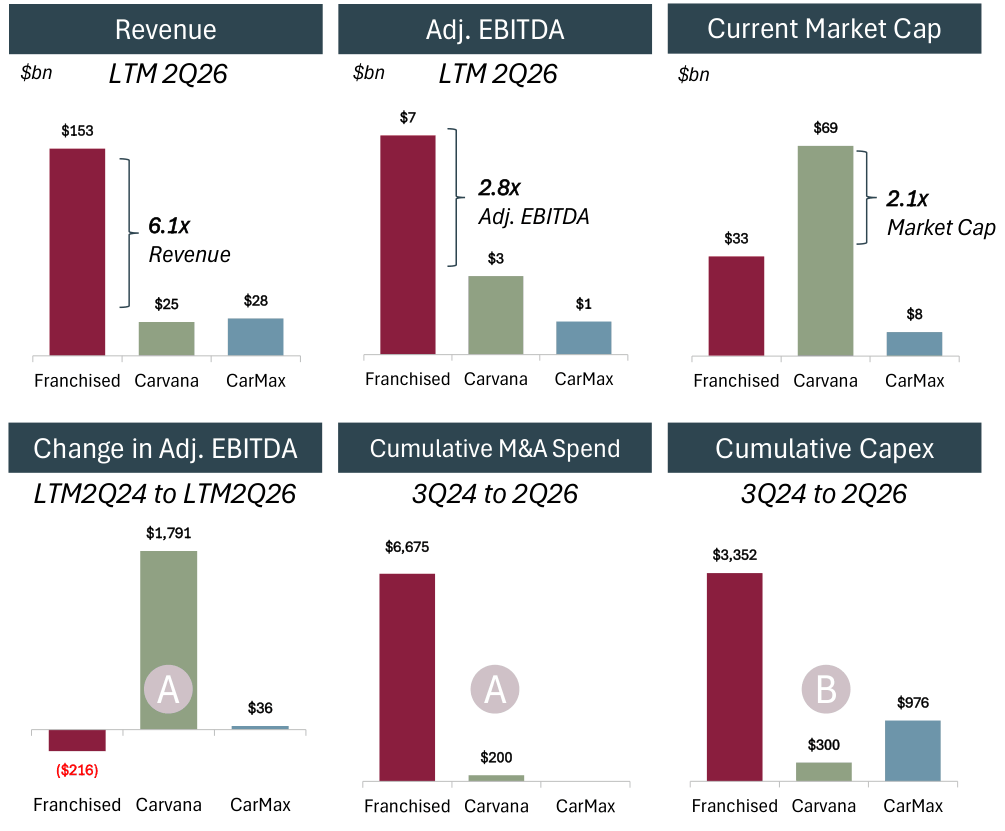 Revenue
$bn LTM 2Q26
$153
6.1x
Revenue
$25
$28
Franchised Carvana CarMax
Adj. EBITDA
$bn LTM 2Q26
$7
2.8x
Adj. EBITDA
$3
$1
Franchised Carvana CarMax
Current Market Cap
$bn
$69
2.1x
Market Cap
$33
$8
Franchised Carvana CarMax
Change in Adj. EBITDA
LTM2Q24 to LTM2Q26
$1,791
A
$36
($216)
Franchised Carvana CarMax
Cumulative M&A Spend
3Q24 to 2Q26
$6,675
A
$200
Franchised Carvana CarMax
Cumulative Capex
3Q24 to 2Q26
$3,352
B
$976
$300
Franchised Carvana CarMax